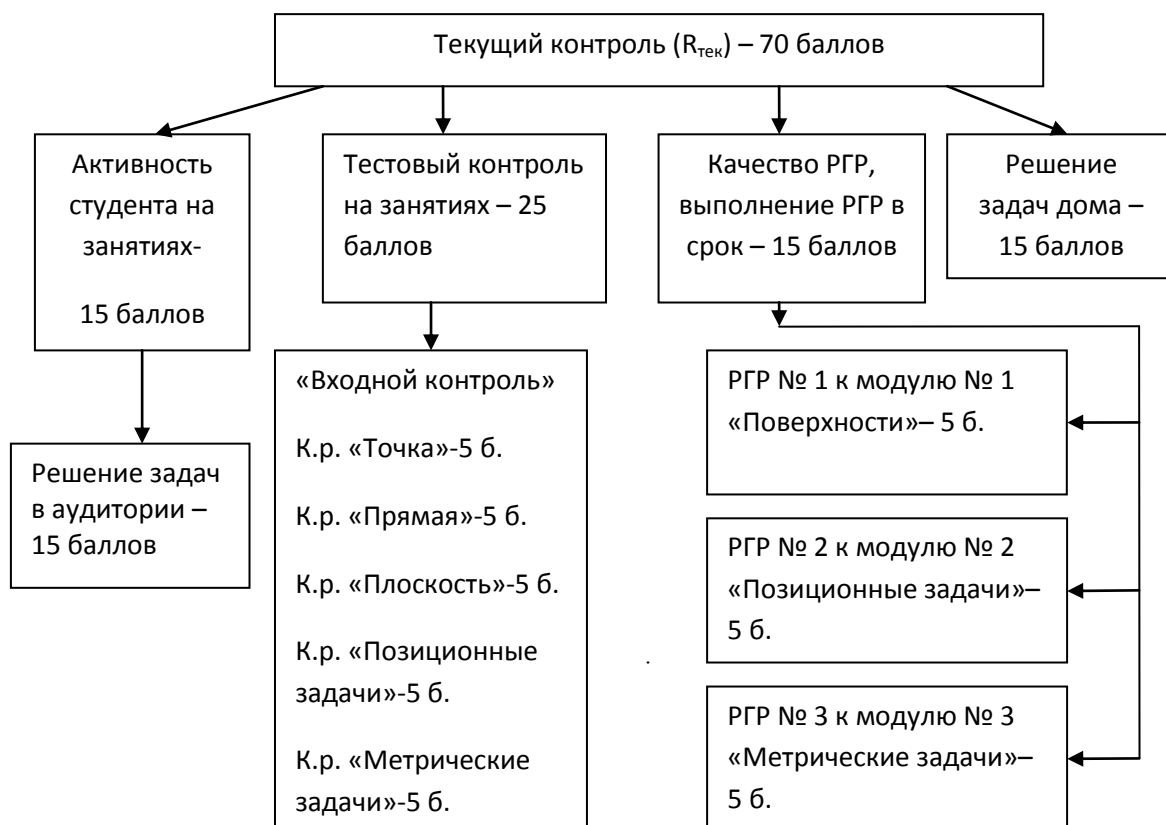 Текущий контроль (Rтек) – 70 баллов
Активность
студента на
занятиях-
15 баллов
Тестовый контроль
на занятиях – 25
баллов
Качество РГР,
выполнение РГР в
срок – 15 баллов
Решение
задач дома –
15 баллов
Решение задач
в аудитории –
15 баллов
«Входной контроль»
К.р. «Точка»-5 б.
К.р. «Прямая»-5 б.
К.р. «Плоскость»-5 б.
К.р. «Позиционные
задачи»-5 б.
К.р. «Метрические
задачи»-5 б.
РГР № 1 к модулю № 1
«Поверхности»– 5 б.
РГР № 2 к модулю № 2
«Позиционные задачи»–
5 б.
РГР № 3 к модулю № 3
«Метрические задачи»–
5 б.